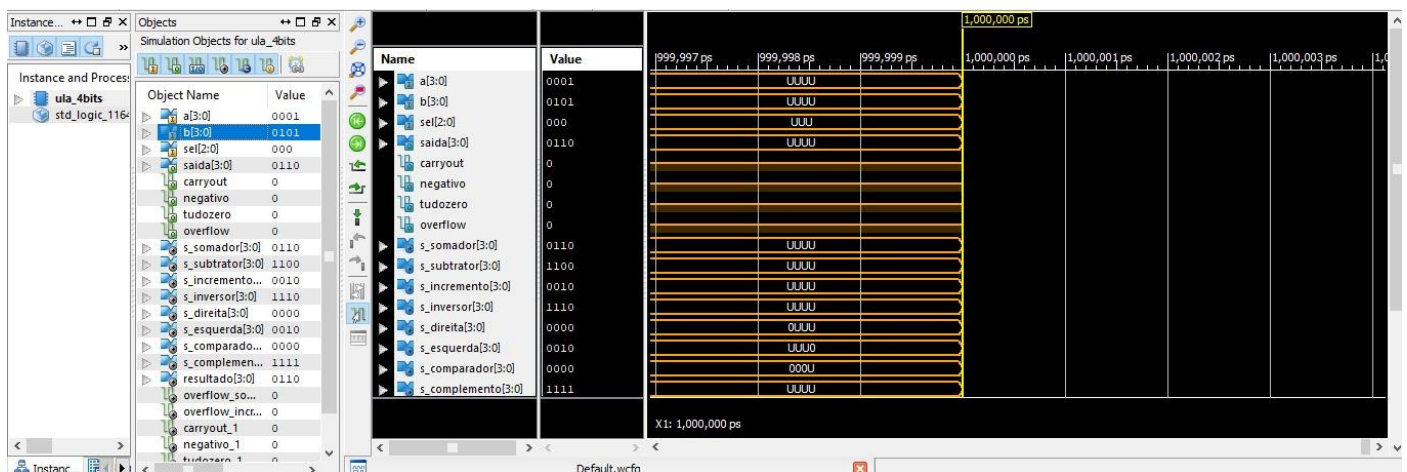 Instance...
Instance and Process
ula_4bits
std_logic_1164
Instanc
Objects
Simulation Objects for ula_4bits
Object Name Value
a[3:0] 0001
b[3:0] 0101
sel[2:0] 000
saida[3:0] 0110
carryout 0
negativo 0
tudozero 0
overflow 0
s_somador[3:0] 0110
s_subtrator[3:0] 1100
s_incremento... 0010
s_inversor[3:0] 1110
s_direita[3:0] 0000
s_esquerda[3:0] 0010
s_comparado... 0000
s_complemen... 1111
resultado[3:0] 0110
overflow_so... 0
overflow_incr... 0
carryout_1 0
negativo_1 0
tudozero_1 0
1,000,000 ps
Name Value 999,997 ps 999,998 ps 999,999 ps 1,000,000 ps 1,000,001 ps 1,000,002 ps 1,000,003 ps 1,0
a[3:0] 0001 UUUU
b[3:0] 0101 UUUU
sel[2:0] 000 UUU
saida[3:0] 0110 UUUU
carryout 0
negativo 0
tudozero 0
overflow 0
s_somador[3:0] 0110 UUUU
s_subtrator[3:0] 1100 UUUU
s_incremento[3:0] 0010 UUUU
s_inversor[3:0] 1110 UUUU
s_direita[3:0] 0000 0UUU
s_esquerda[3:0] 0010 UUU0
s_comparador[3:0] 0000 000U
s_complemento[3:0] 1111 UUUU
X1: 1,000,000 ps
Default.wcfg